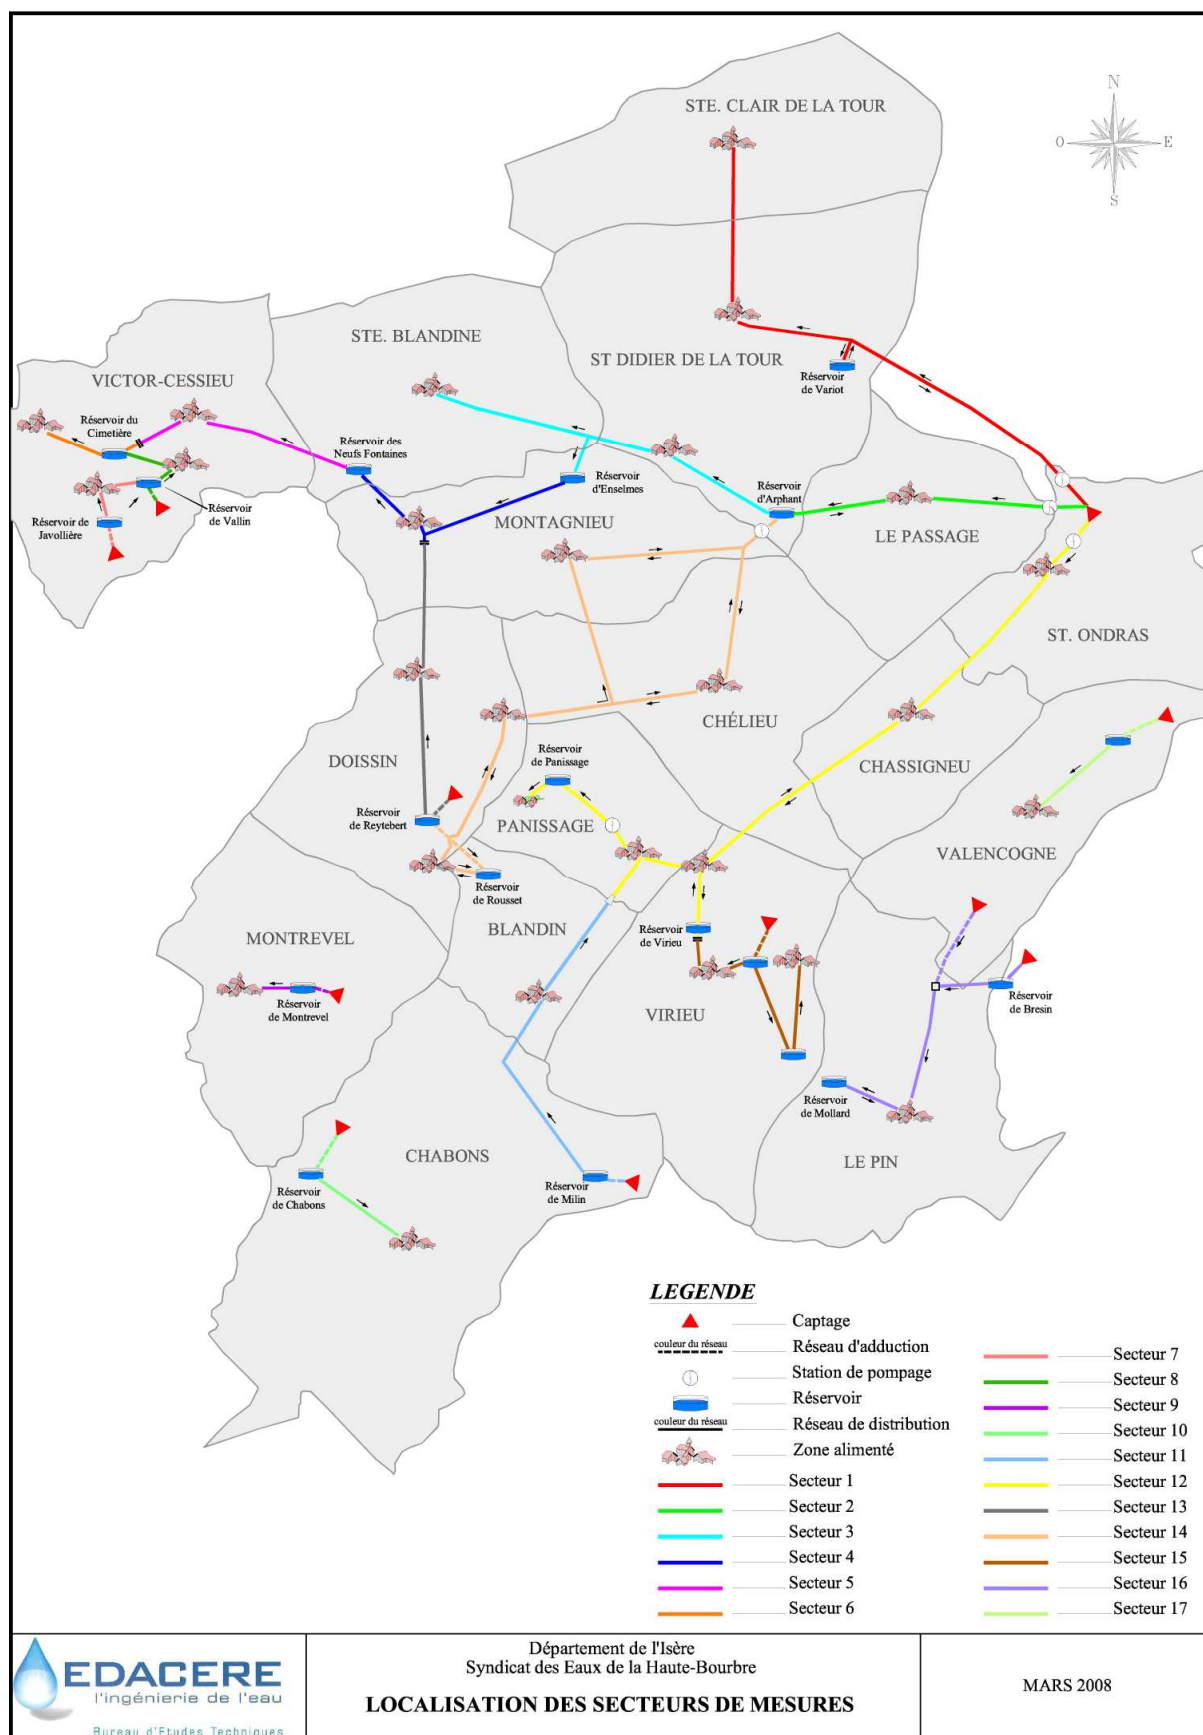 STE. CLAIR DE LA TOUR
N
O
E
S
STE. BLANDINE
ST DIDIER DE LA TOUR
Réservoir
de Variot
VICTOR-CESSIEU
Réservoir du
Cimetière
Réservoir des
Neufs Fontaines
Réservoir
d'Enselmes
Réservoir
d'Arphant
Réservoir
de Vallin
Réservoir de
Javollière
MONTAGNIEU
LE PASSAGE
ST. ONDRAS
CHÉLIEU
DOISSIN
Réservoir
de Panissage
CHASSIGNEU
Réservoir
de Reytebert
PANISSAGE
VALENCOGNE
Réservoir
de Rousset
BLANDIN
Réservoir
de Virieu
MONTREVEL
Réservoir
de Montrevel
VIRIEU
Réservoir
de Bresin
Réservoir
de Mollard
CHABONS
LE PIN
Réservoir
de Chabons
Réservoir
de Milin
LEGENDE
Captage
couleur du réseau
Réseau d'adduction
Station de pompage
Réservoir
couleur du réseau
Réseau de distribution
Zone alimenté
Secteur 1
Secteur 2
Secteur 3
Secteur 4
Secteur 5
Secteur 6
Secteur 7
Secteur 8
Secteur 9
Secteur 10
Secteur 11
Secteur 12
Secteur 13
Secteur 14
Secteur 15
Secteur 16
Secteur 17
EDACERE
l'ingénierie de l'eau
Bureau d'Etudes Techniques
Département de l'Isère
Syndicat des Eaux de la Haute-Bourbre
LOCALISATION DES SECTEURS DE MESURES
MARS 2008